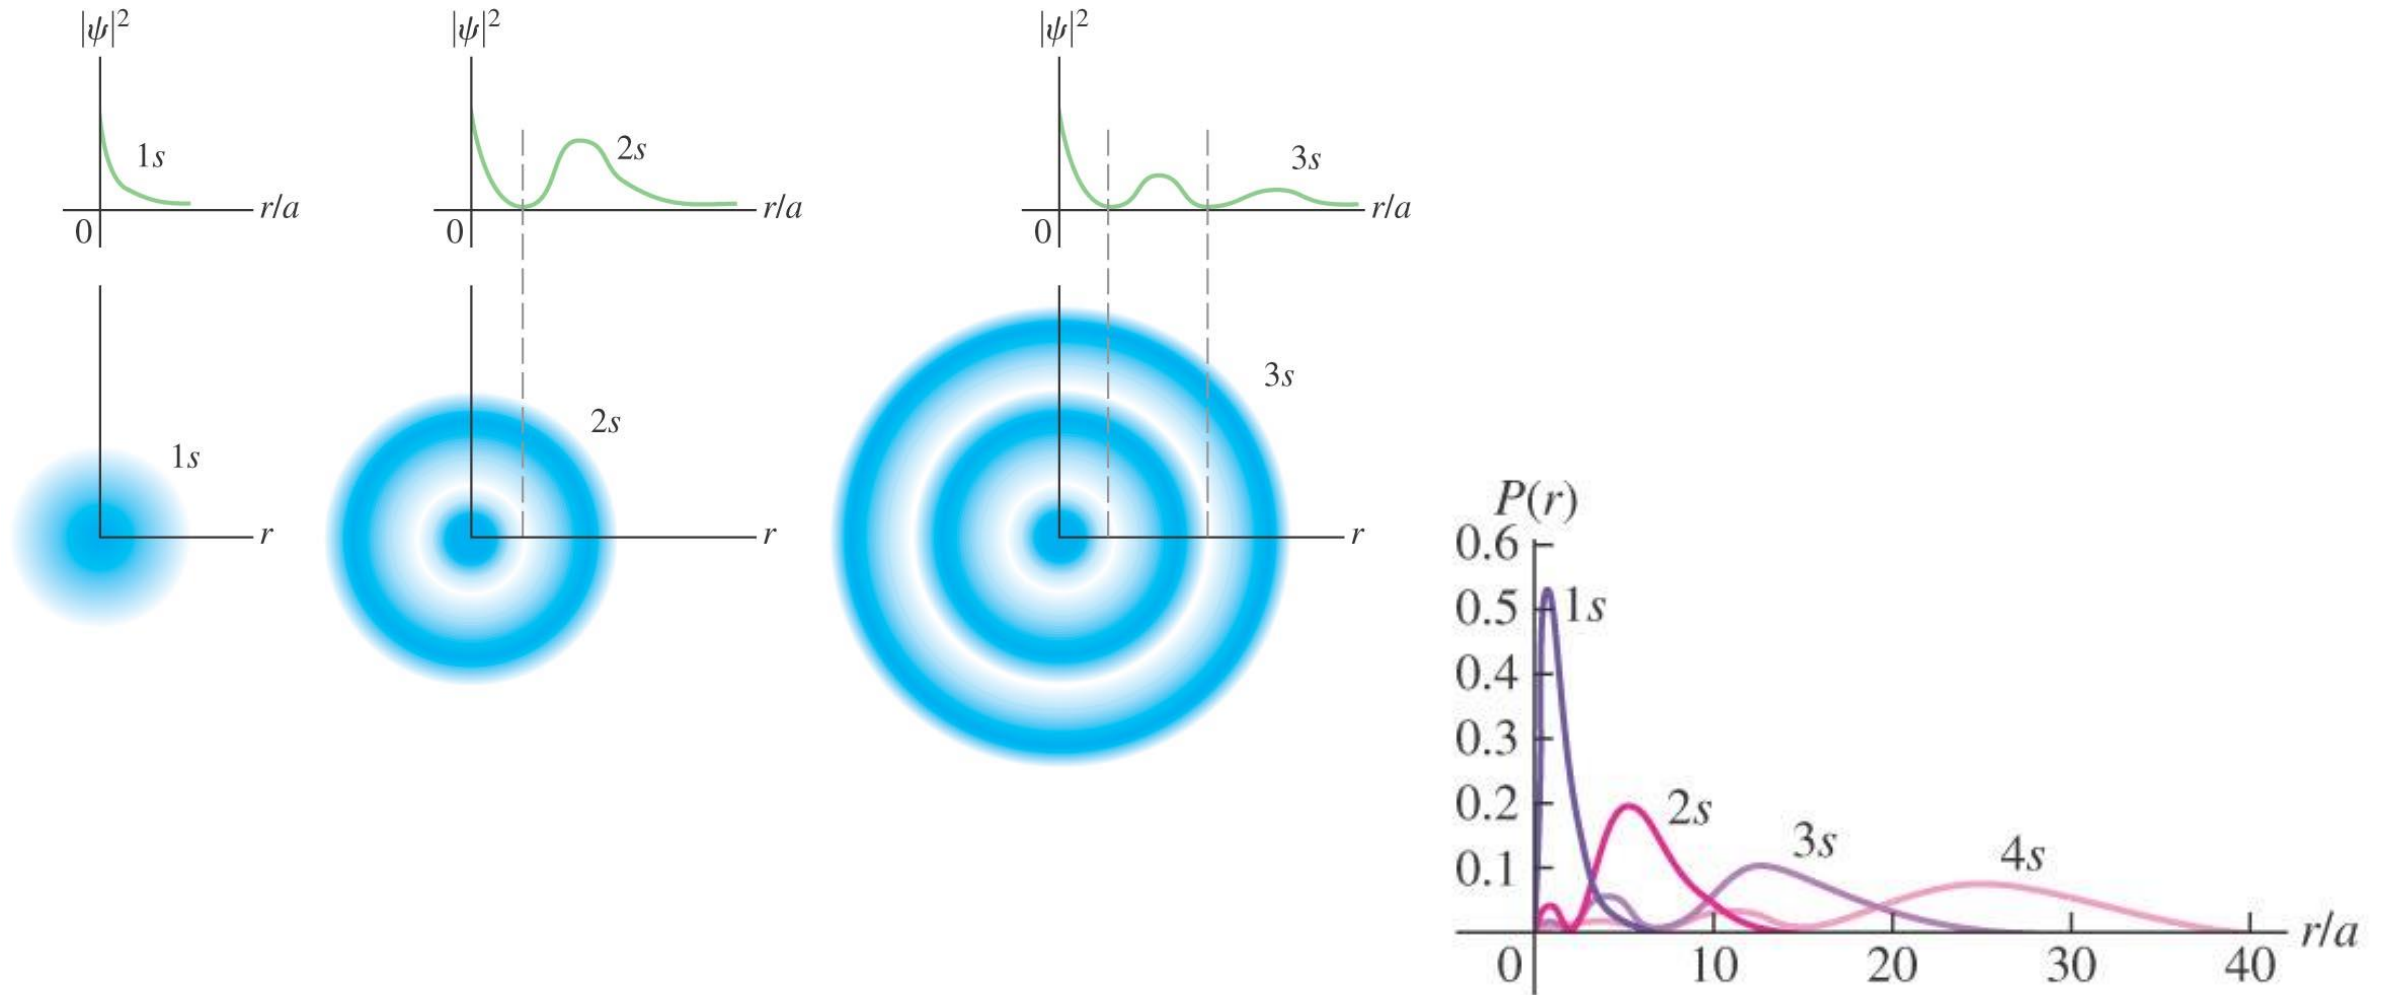 |ψ|²
1s
0
r/a
1s
r
|ψ|²
2s
0
r/a
2s
r
|ψ|²
3s
0
r/a
3s
r
P(r)
0.6
0.5
0.4
0.3
0.2
0.1
1s
2s
3s
4s
0 10 20 30 40
r/a